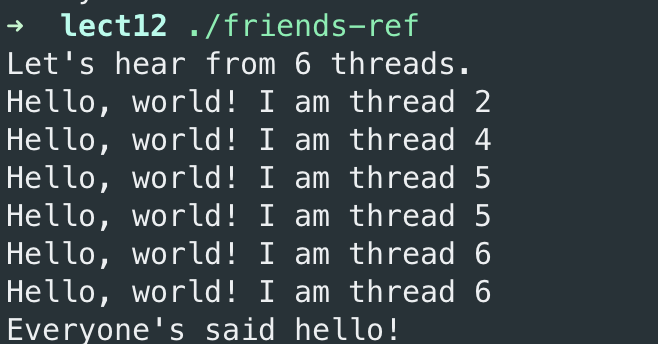 → lect12 ./friends-ref
Let's hear from 6 threads.
Hello, world! I am thread 2
Hello, world! I am thread 4
Hello, world! I am thread 5
Hello, world! I am thread 5
Hello, world! I am thread 6
Hello, world! I am thread 6
Everyone's said hello!